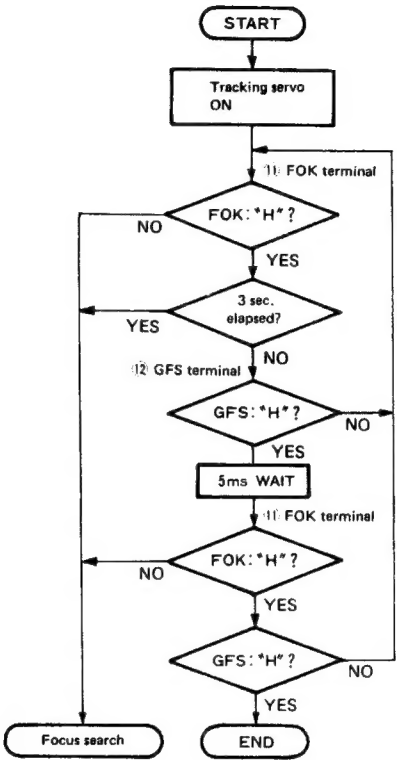 START
Tracking servo
ON
⑪ FOK terminal
FOK: "H" ?
NO
YES
3 sec.
elapsed?
YES
NO
⑫ GFS terminal
GFS: "H" ?
NO
YES
5ms WAIT
⑪ FOK terminal
FOK: "H" ?
NO
YES
GFS: "H" ?
NO
YES
Focus search
END